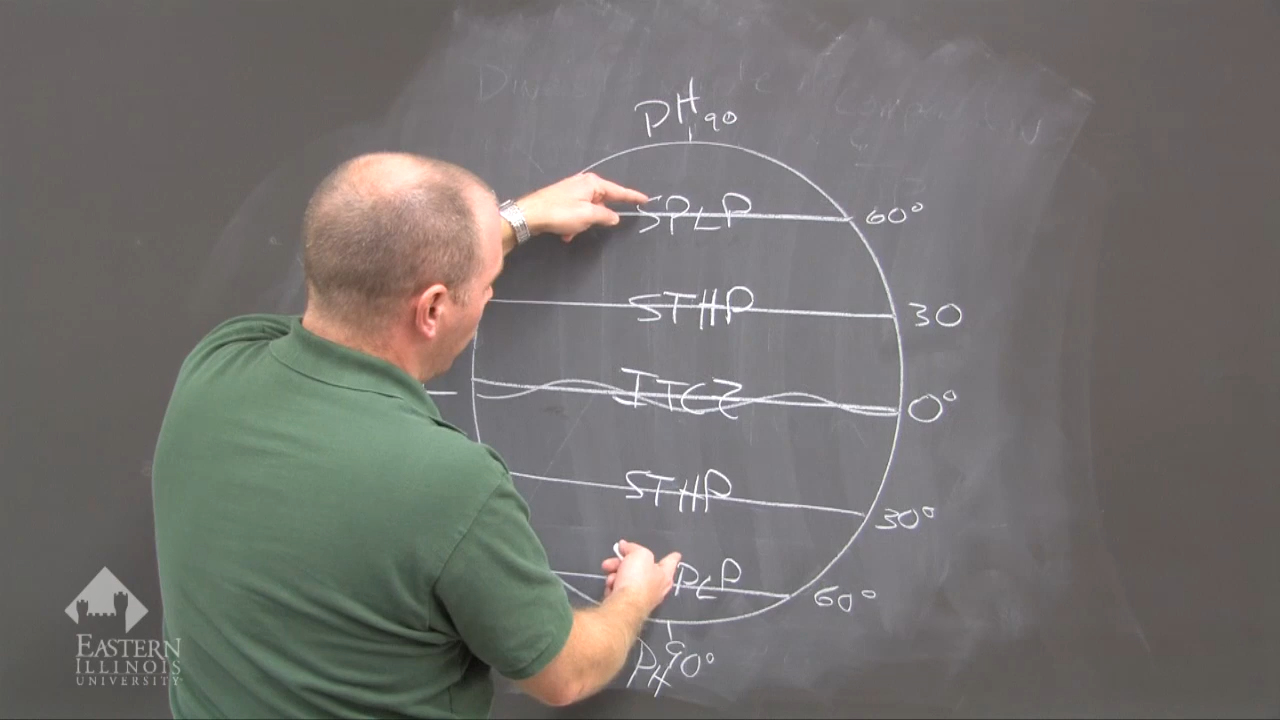 PH 90
SPLP 60°
STHP 30
ITCZ 0°
STHP 30°
PLP 60°
PH 90°
EASTERN
ILLINOIS
UNIVERSITY